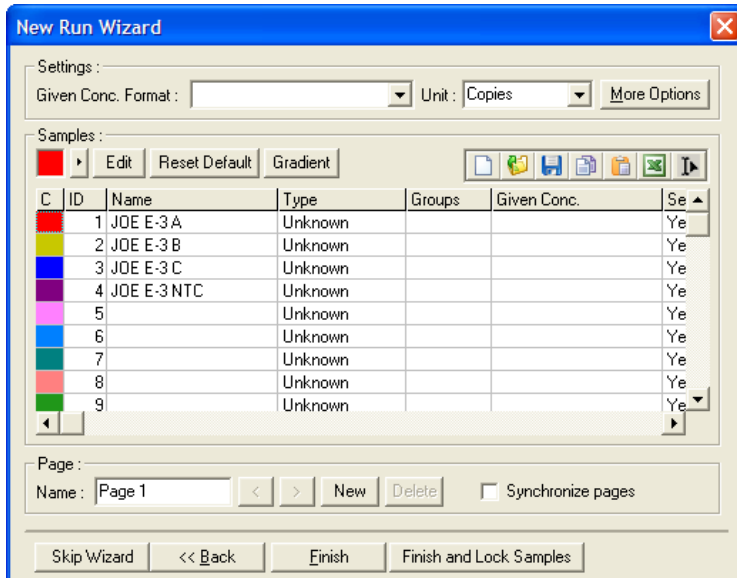 New Run Wizard
Settings :
Given Conc. Format : Unit : Copies More Options
Samples :
Edit Reset Default Gradient
C ID Name Type Groups Given Conc. Se
1 JOE E-3 A Unknown Ye
2 JOE E-3 B Unknown Ye
3 JOE E-3 C Unknown Ye
4 JOE E-3 NTC Unknown Ye
5 Unknown Ye
6 Unknown Ye
7 Unknown Ye
8 Unknown Ye
9 Unknown Ye
Page :
Name : Page 1 < > New Delete Synchronize pages
Skip Wizard << Back Finish Finish and Lock Samples